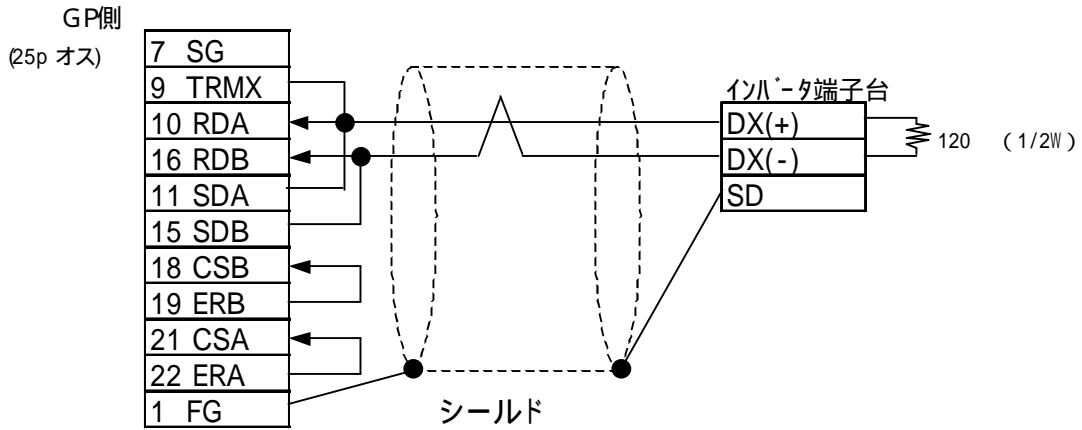 GP側
(25p オス)
7 SG
9 TRMX
10 RDA
16 RDB
11 SDA
15 SDB
18 CSB
19 ERB
21 CSA
22 ERA
1 FG
シールド
インバータ端子台
DX(+)
DX(-)
SD
120 (1/2W)